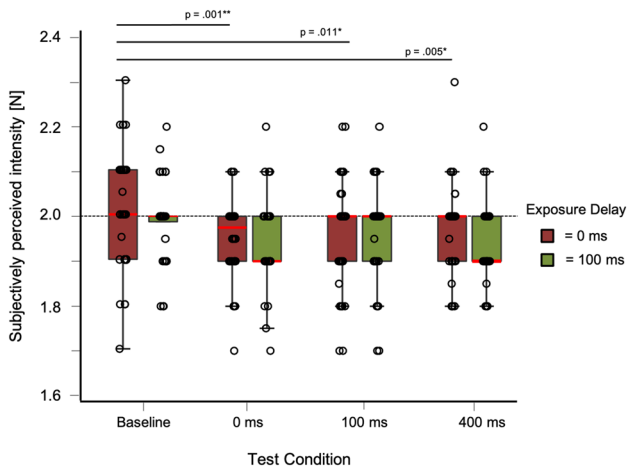 p = .001**
p = .011*
p = .005*
2.4
2.2
2.0
1.8
1.6
Subjectively perceived intensity [N]
Exposure Delay
= 0 ms
= 100 ms
Baseline 0 ms 100 ms 400 ms
Test Condition